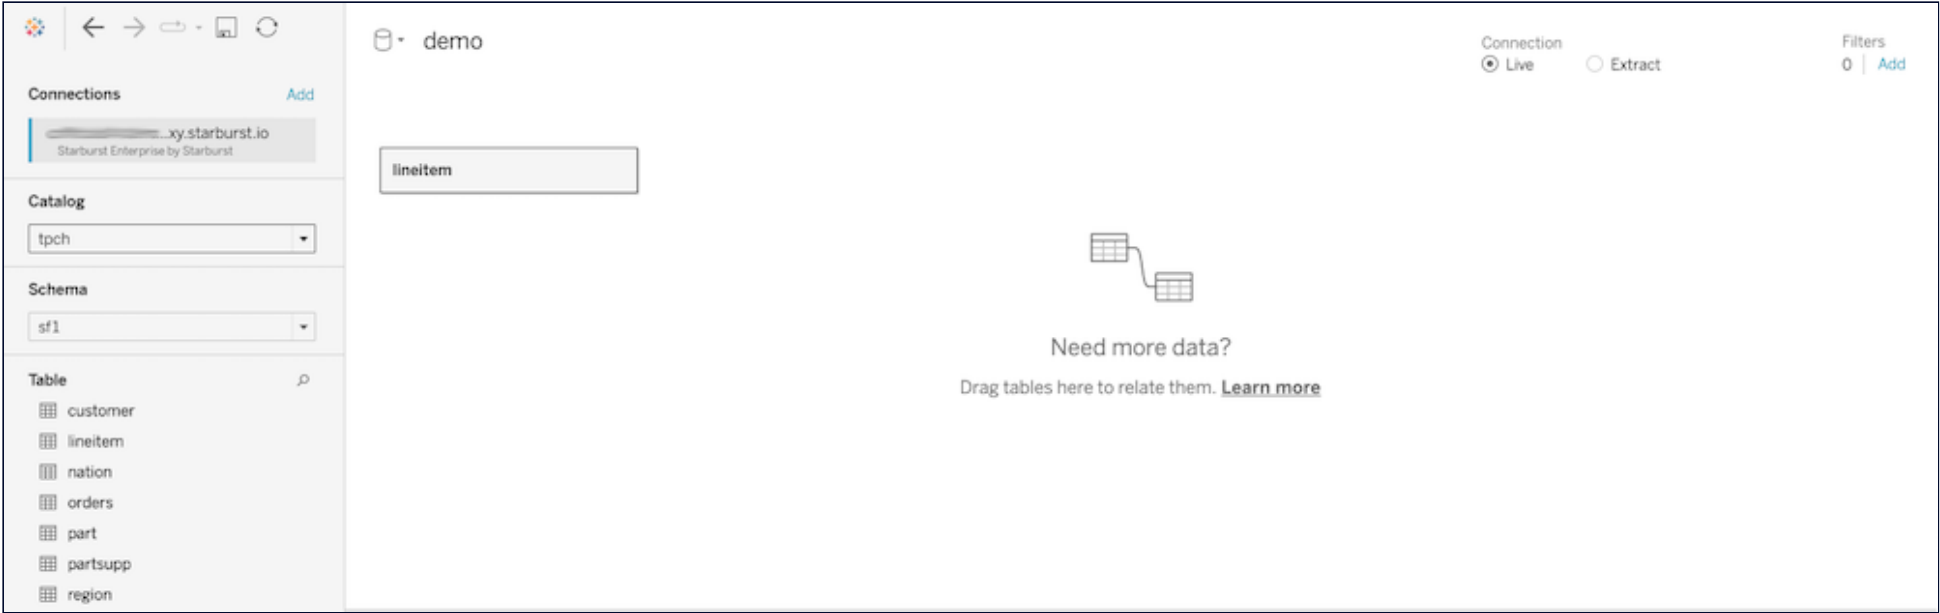 demo
Connection
Live
Extract
Filters
0
Add
Connections
Add
...xy.starburst.io
Starburst Enterprise by Starburst
Catalog
tpch
Schema
sf1
Table
customer
lineitem
nation
orders
part
partsupp
region
lineitem
Need more data?
Drag tables here to relate them. Learn more